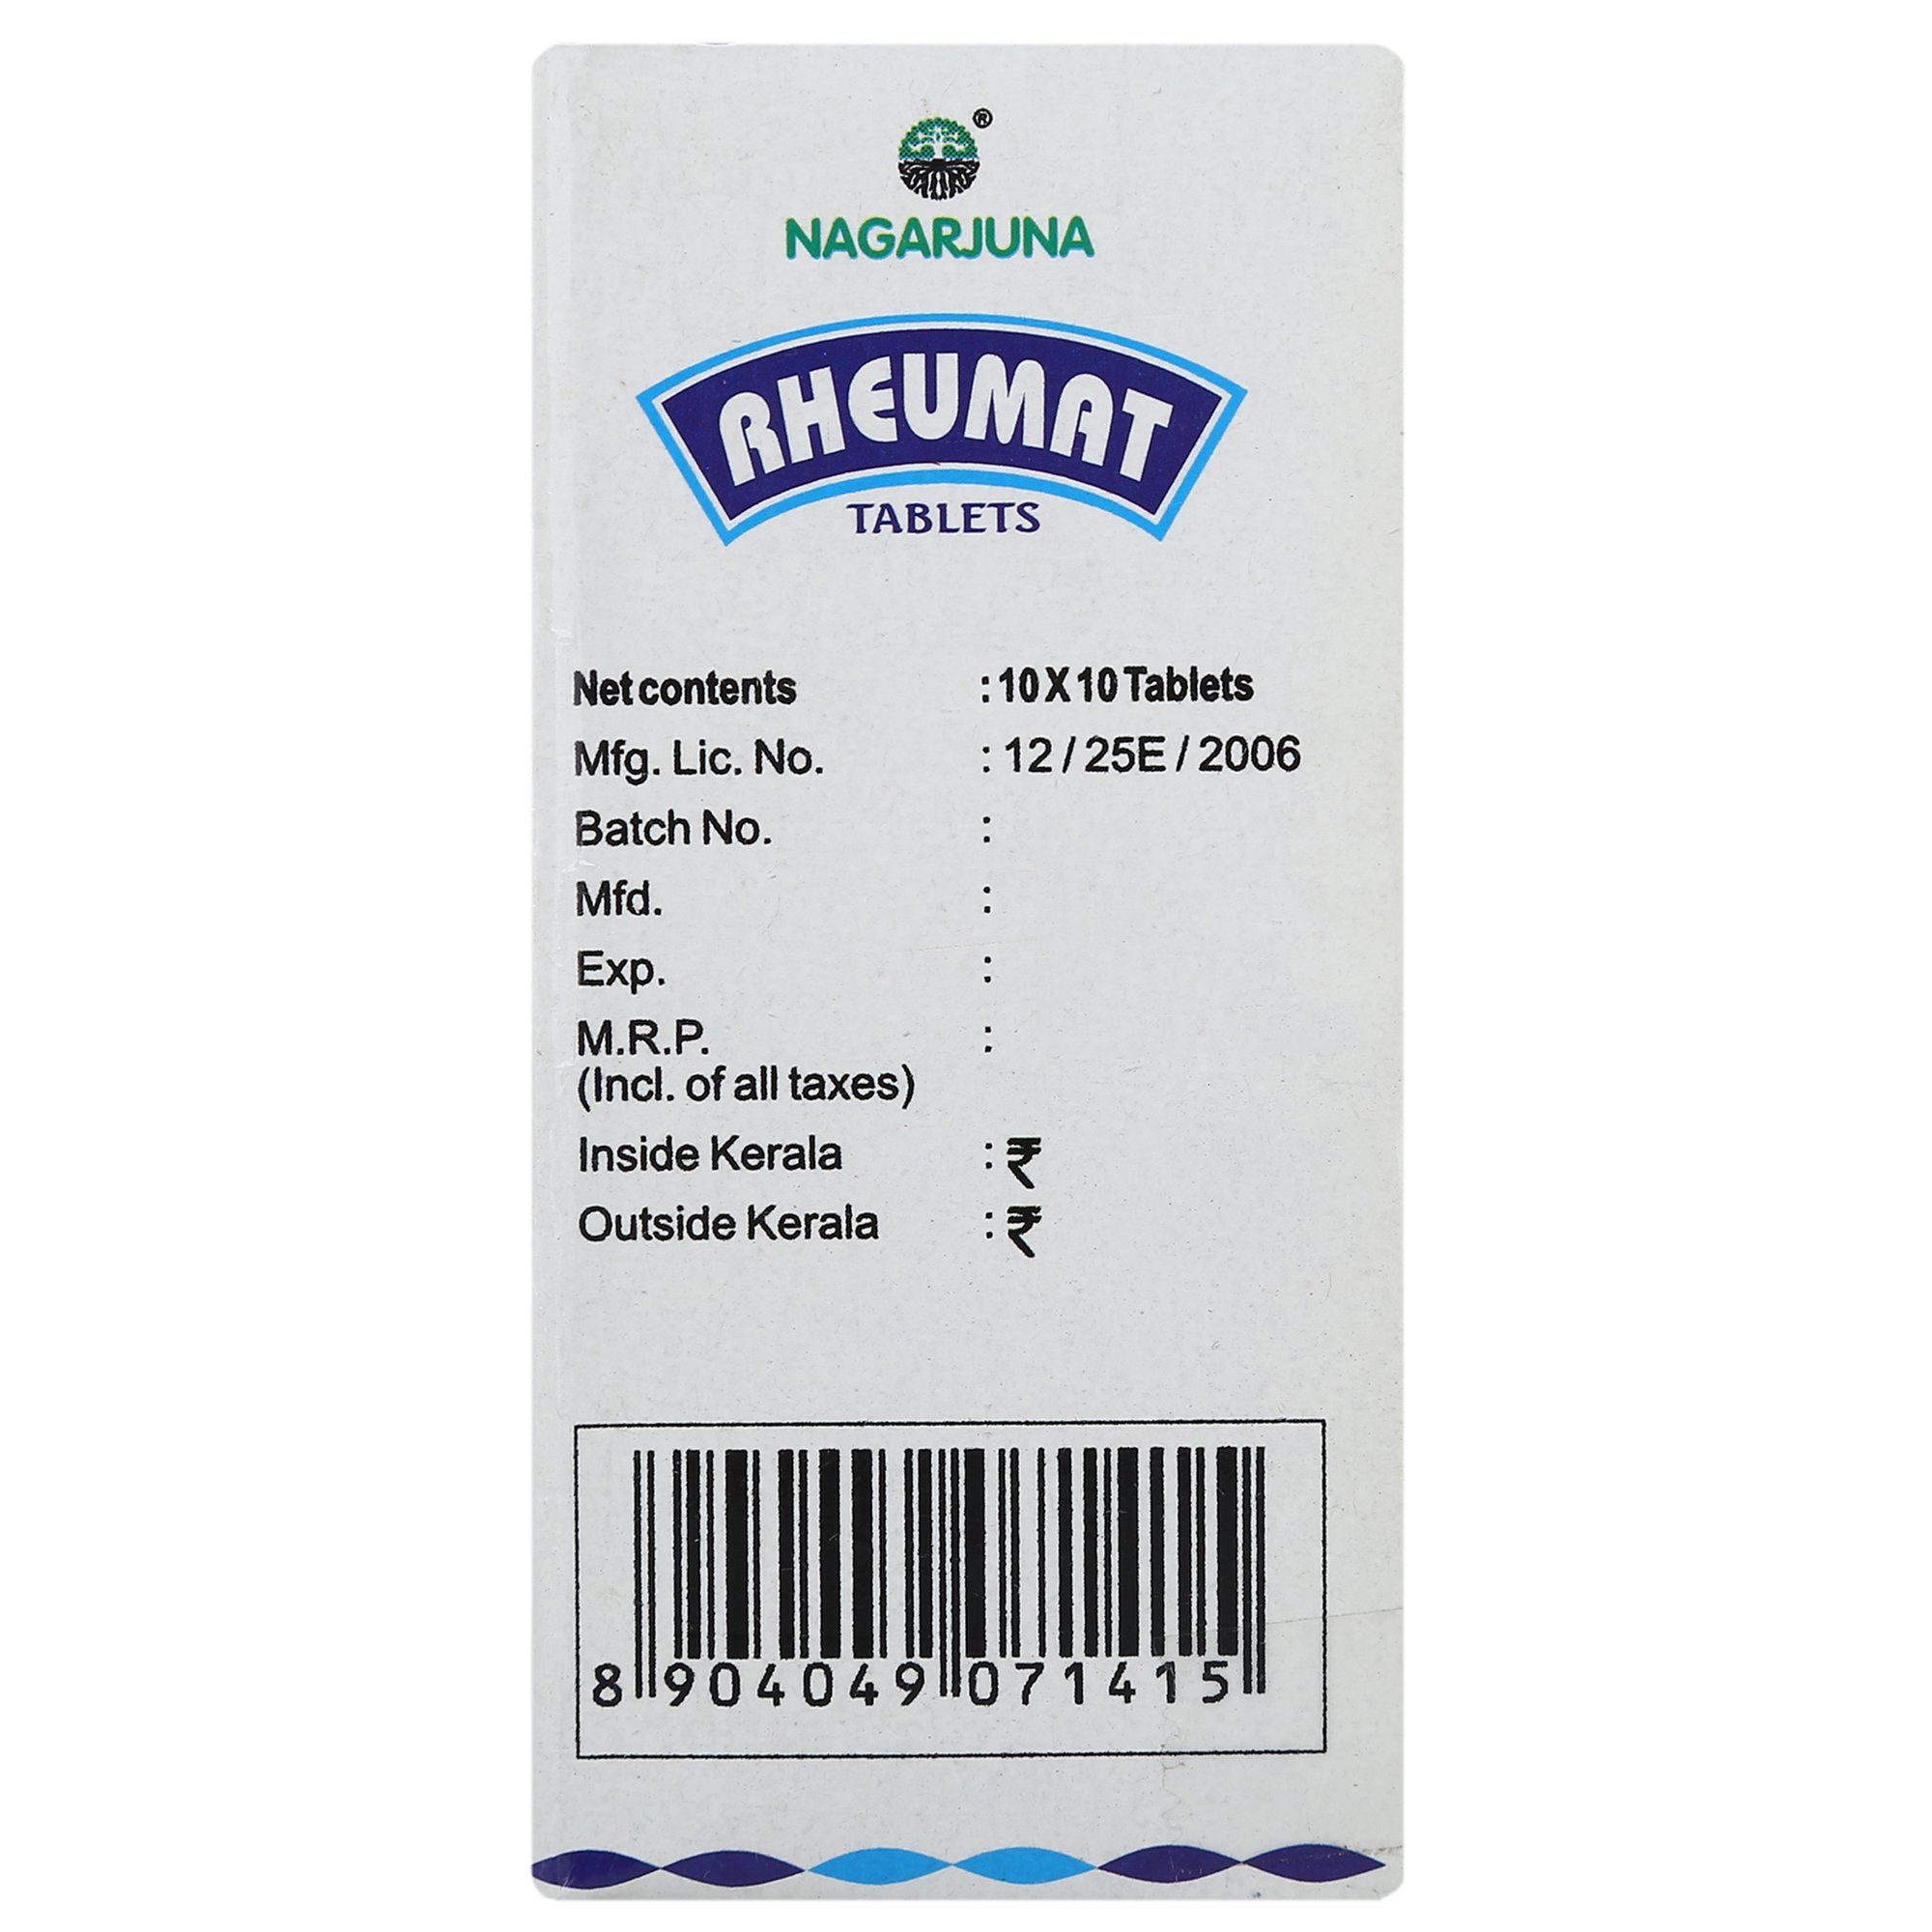 ®
NAGARJUNA
RHEUMAT
TABLETS
Net contents : 10 X 10 Tablets
Mfg. Lic. No. : 12 / 25E / 2006
Batch No. :
Mfd. :
Exp. :
M.R.P. :
(Incl. of all taxes)
Inside Kerala : ₹
Outside Kerala : ₹
8 904049 071415